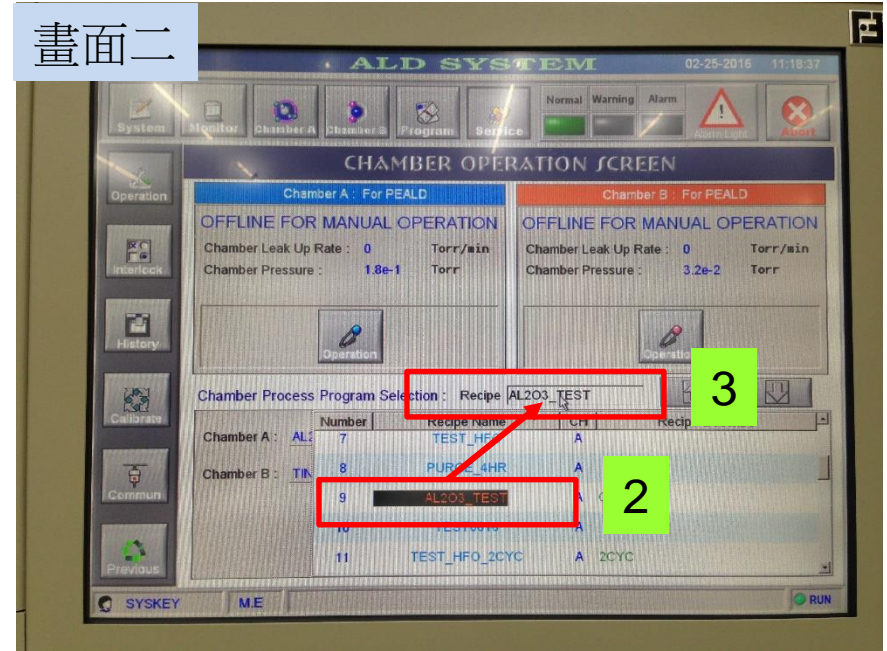 畫面二
ALD SYSTEM
02-25-2016 11:18:37
System
Monitor
Chamber A
Chamber B
Program
Service
Normal Warning Alarm
Alarm Light
Abort
CHAMBER OPERATION SCREEN
Operation
Interlock
History
Calibrate
Commun
Previous
Chamber A : For PEALD
OFFLINE FOR MANUAL OPERATION
Chamber Leak Up Rate : 0 Torr/min
Chamber Pressure : 1.8e-1 Torr
Operation
Chamber B : For PEALD
OFFLINE FOR MANUAL OPERATION
Chamber Leak Up Rate : 0 Torr/min
Chamber Pressure : 3.2e-2 Torr
Operation
Chamber Process Program Selection : Recipe AL2O3_TEST
3
Chamber A :
Chamber B :
Number Recipe Name CH
7 TEST_HFO A
8 PURGE_4HR A
9 AL2O3_TEST A
2
10 A
11 TEST_HFO_2CYC A 2CYC
SYSKEY M.E RUN